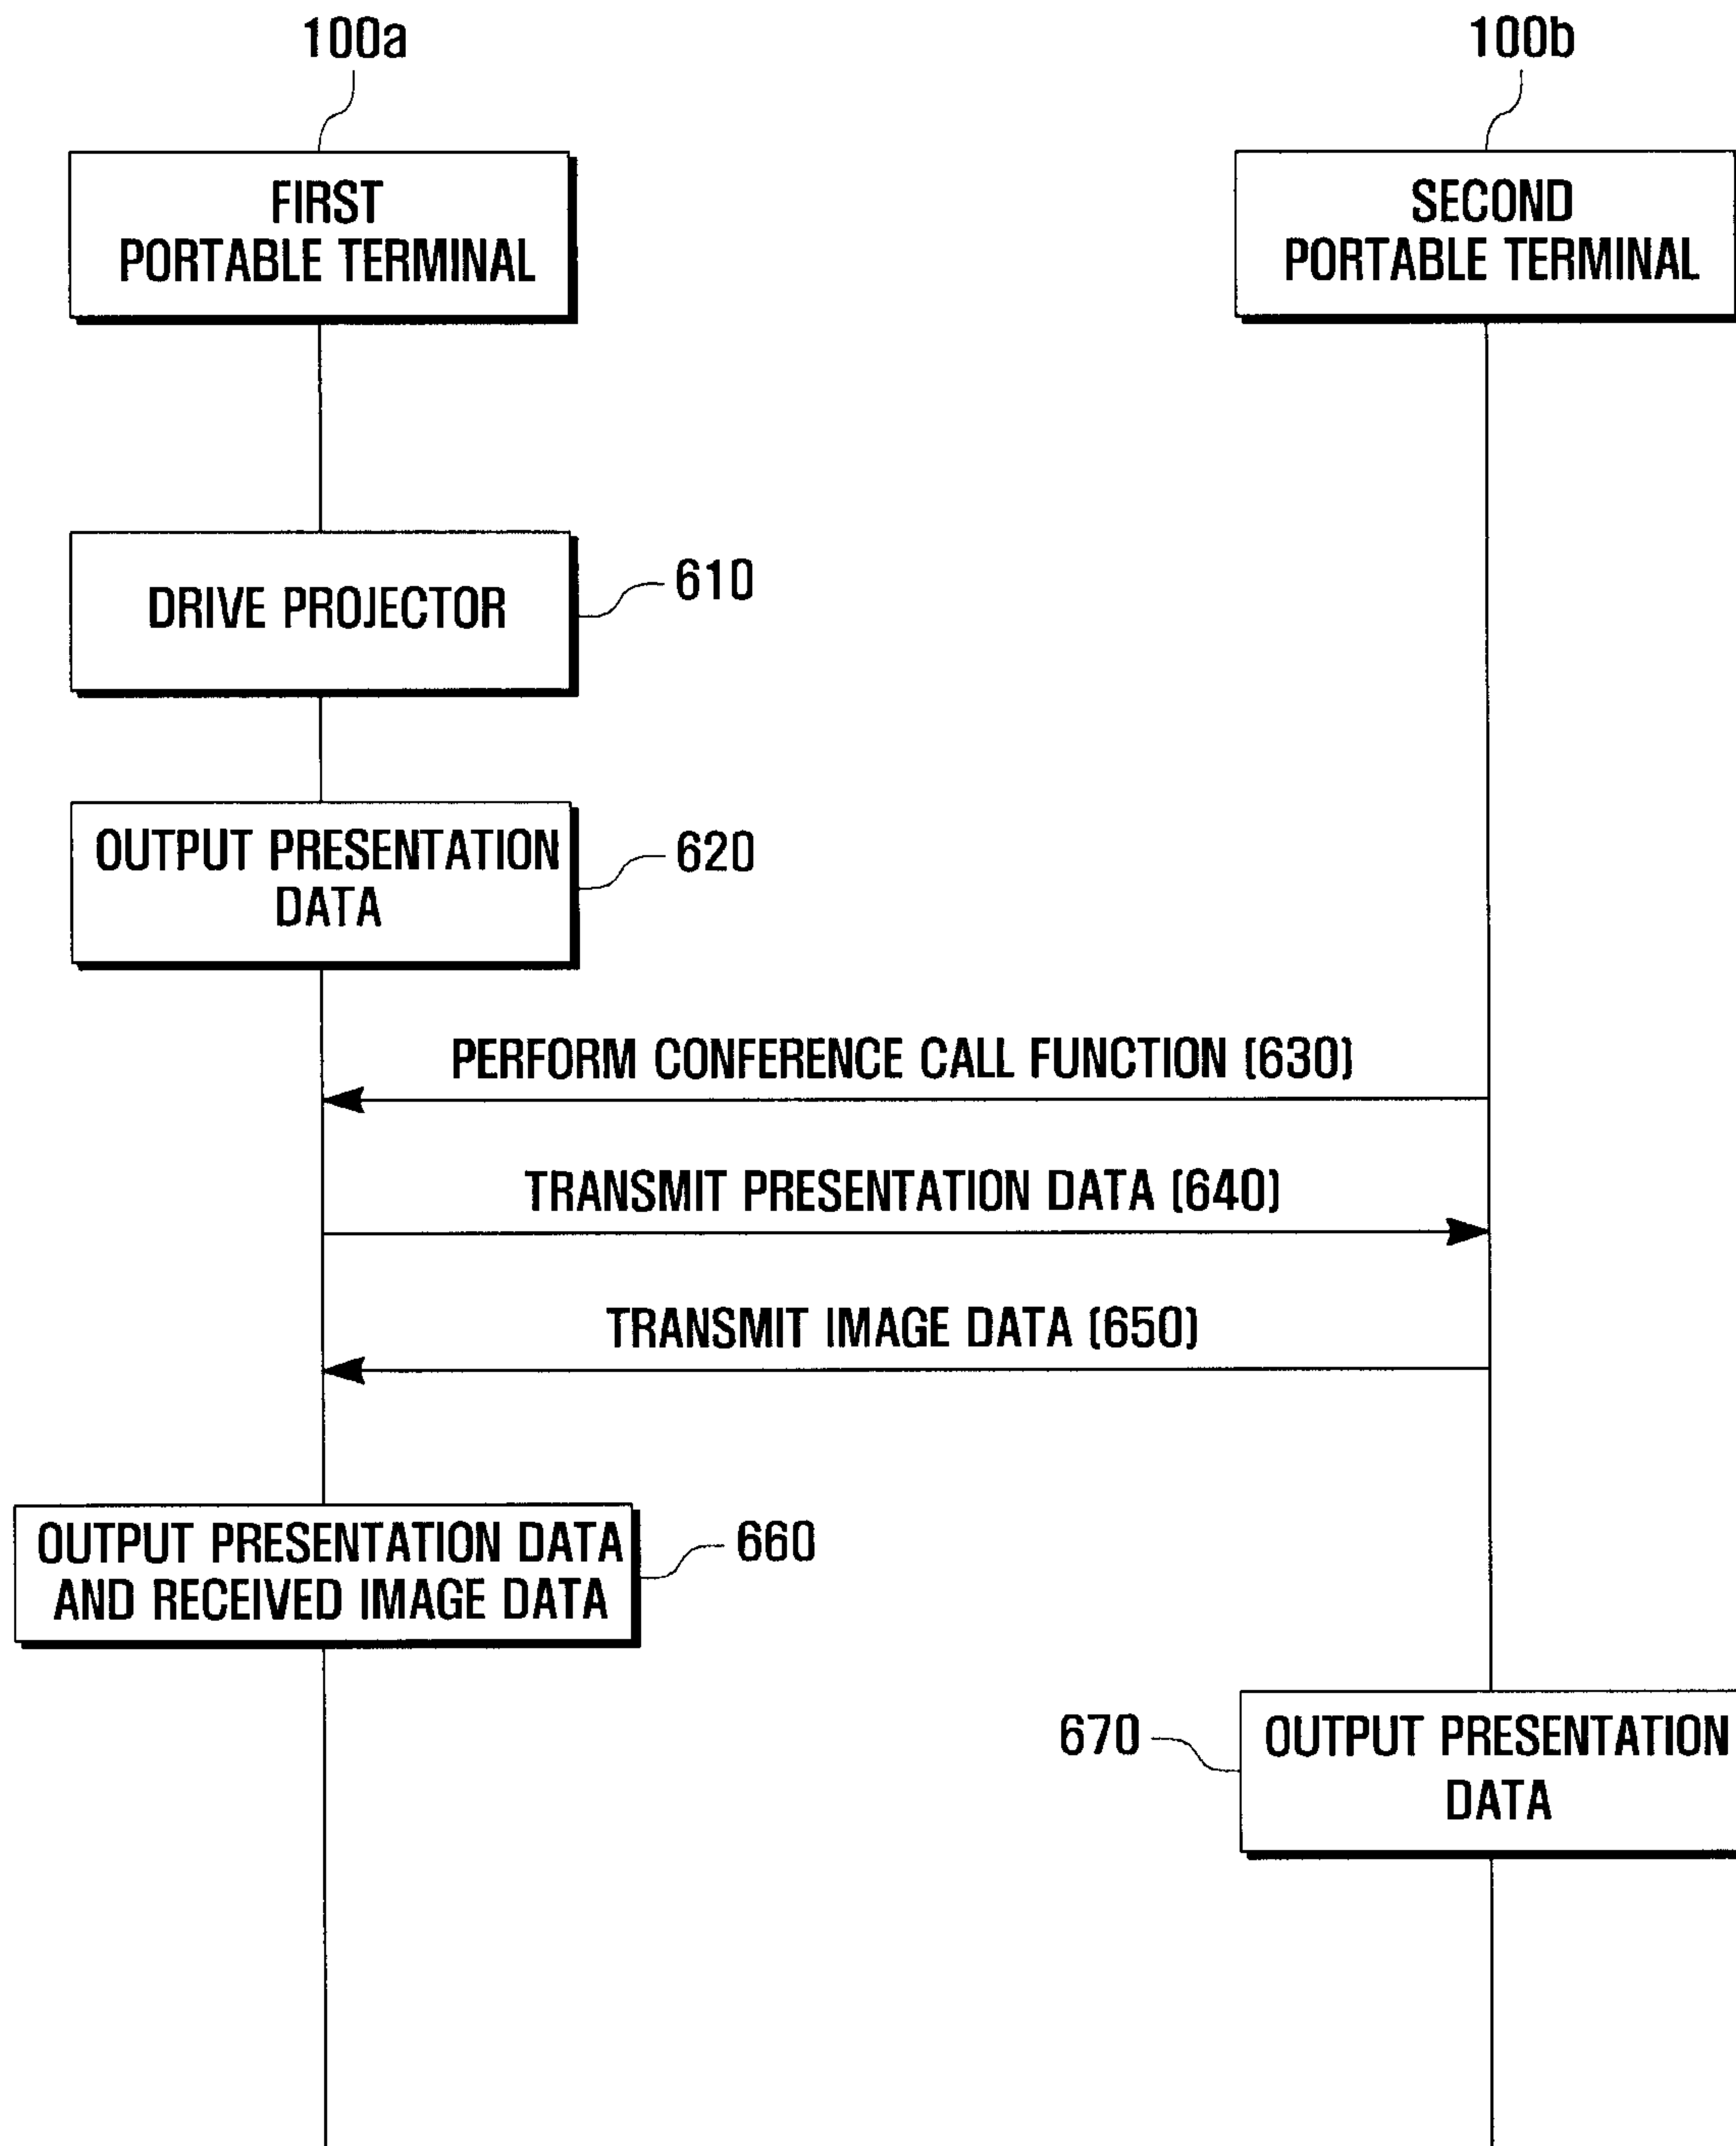 100a
100b
FIRST
PORTABLE TERMINAL
SECOND
PORTABLE TERMINAL
DRIVE PROJECTOR
610
OUTPUT PRESENTATION
DATA
620
PERFORM CONFERENCE CALL FUNCTION (630)
TRANSMIT PRESENTATION DATA (640)
TRANSMIT IMAGE DATA (650)
OUTPUT PRESENTATION DATA
AND RECEIVED IMAGE DATA
660
670
OUTPUT PRESENTATION
DATA